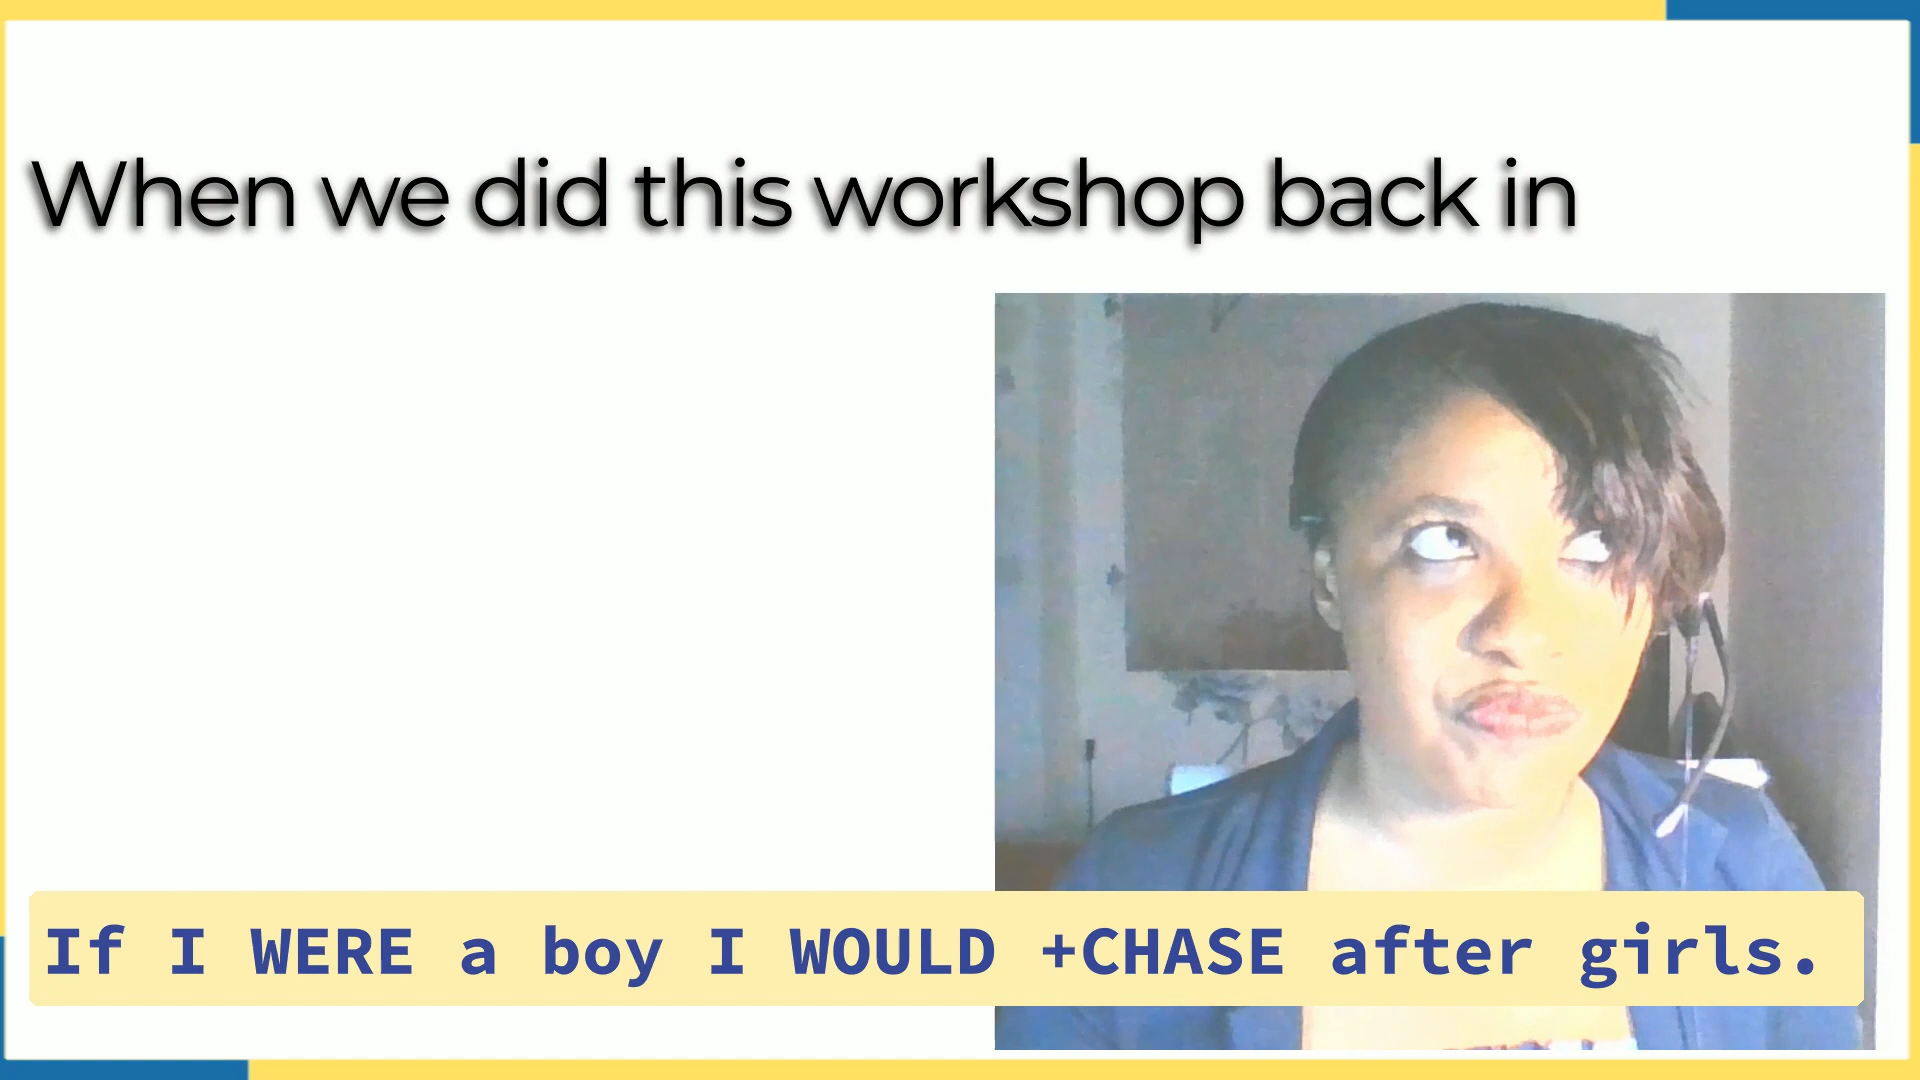 When we did this workshop back in
If I WERE a boy I WOULD +CHASE after girls.